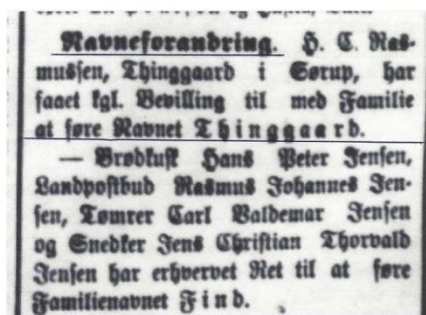 Navneforandring. H. C. Ras-
mussen, Thinggaard i Sørup, har
faaet kgl. Bevilling til med Familie
at føre Navnet Thinggaard.
— Brødkusk Hans Peter Jensen,
Landpostbud Rasmus Johannes Jen-
sen, Tømrer Carl Valdemar Jensen
og Snedker Jens Christian Thorvald
Jensen har erhvervet Ret til at føre
Familienavnet Find.